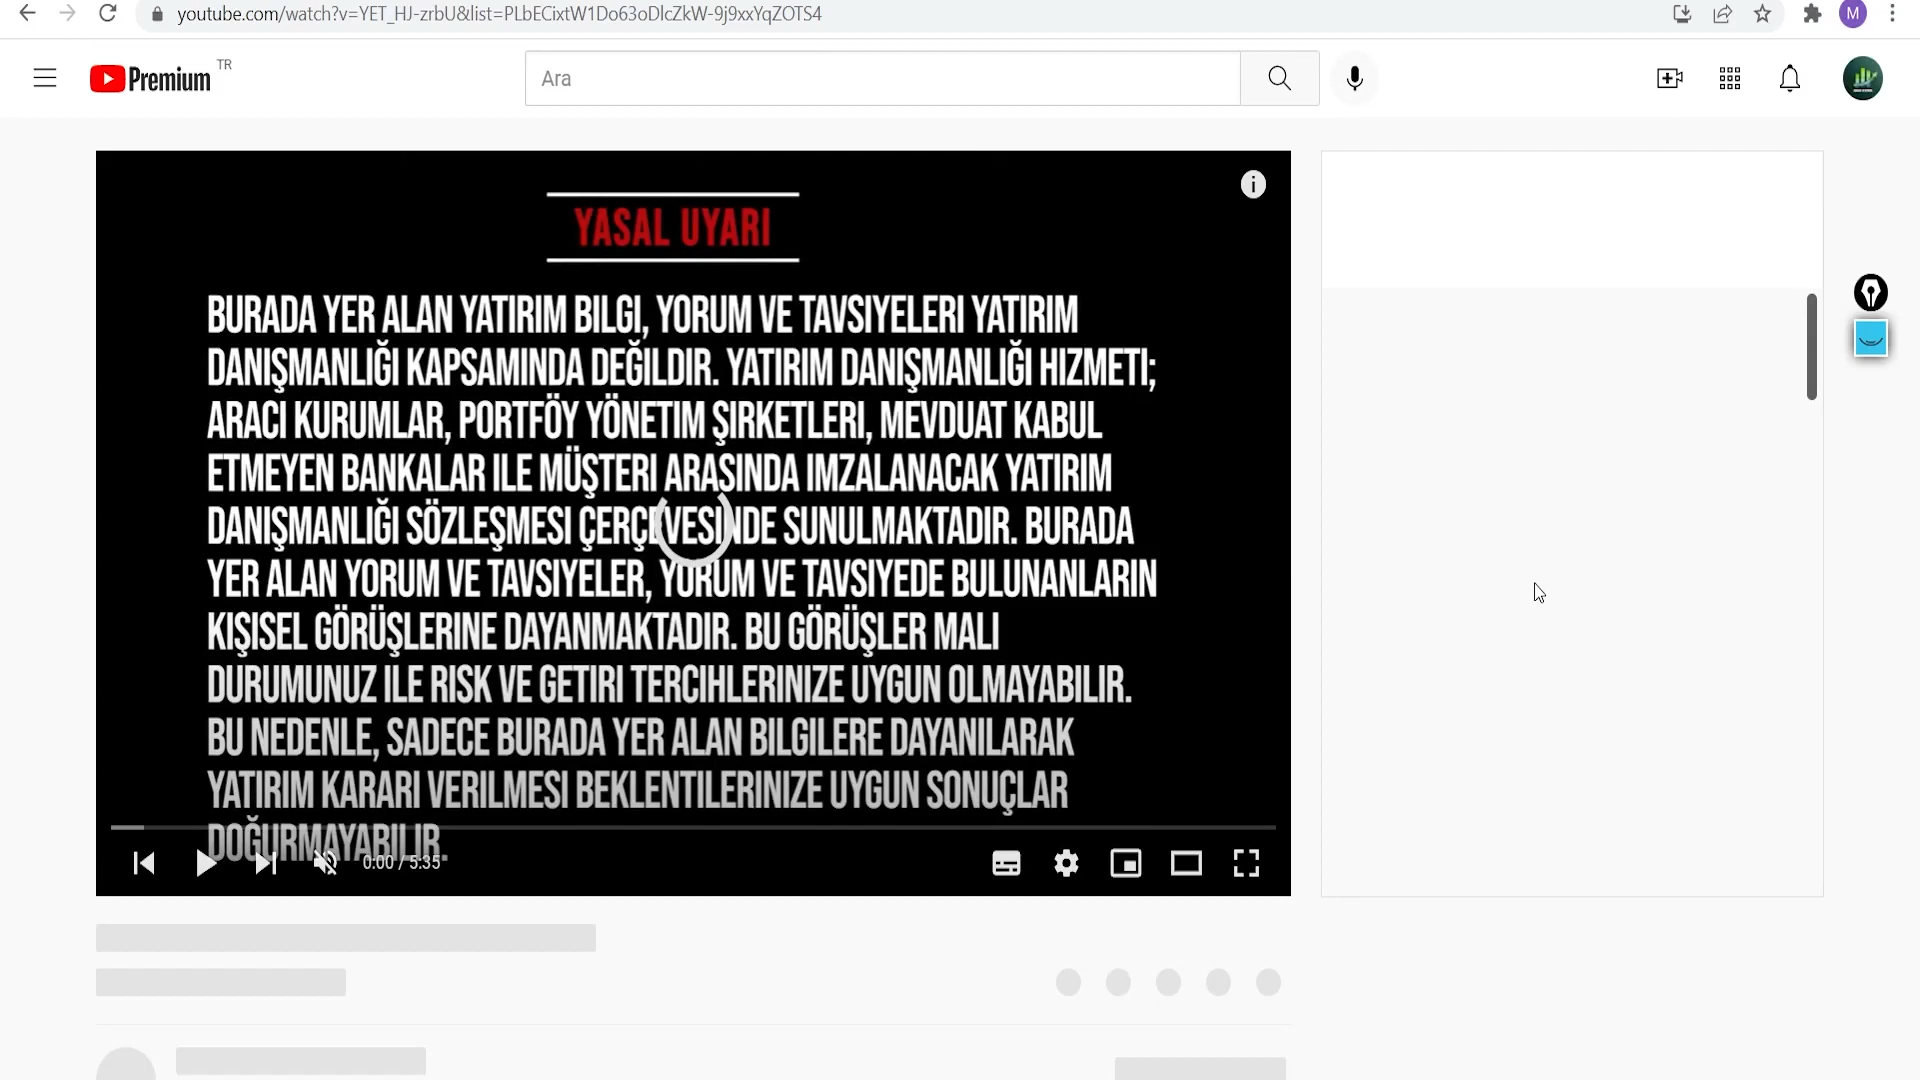 youtube.com/watch?v=YET_HJ-zrbU&list=PLbECixtW1Do63oDlcZkW-9j9xxYqZOTS4
M
Premium TR
Ara
YASAL UYARI
BURADA YER ALAN YATIRIM BILGI, YORUM VE TAVSIYELERI YATIRIM
DANIŞMANLIĞI KAPSAMINDA DEĞILDIR. YATIRIM DANIŞMANLIĞI HIZMETI;
ARACI KURUMLAR, PORTFÖY YÖNETIM ŞIRKETLERI, MEVDUAT KABUL
ETMEYEN BANKALAR ILE MÜŞTERI ARASINDA IMZALANACAK YATIRIM
DANIŞMANLIĞI SÖZLEŞMESI ÇERÇEVESINDE SUNULMAKTADIR. BURADA
YER ALAN YORUM VE TAVSIYELER, YORUM VE TAVSIYEDE BULUNANLARIN
KIŞISEL GÖRÜŞLERINE DAYANMAKTADIR. BU GÖRÜŞLER MALI
DURUMUNUZ ILE RISK VE GETIRI TERCIHLERINIZE UYGUN OLMAYABILIR.
BU NEDENLE, SADECE BURADA YER ALAN BILGILERE DAYANILARAK
YATIRIM KARARI VERILMESI BEKLENTILERINIZE UYGUN SONUÇLAR
DOĞURMAYABILIR.
0:00 / 5:35